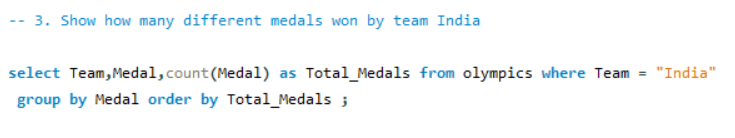 -- 3. Show how many different medals won by team India
select Team,Medal,count(Medal) as Total_Medals from olympics where Team = "India"
group by Medal order by Total_Medals ;